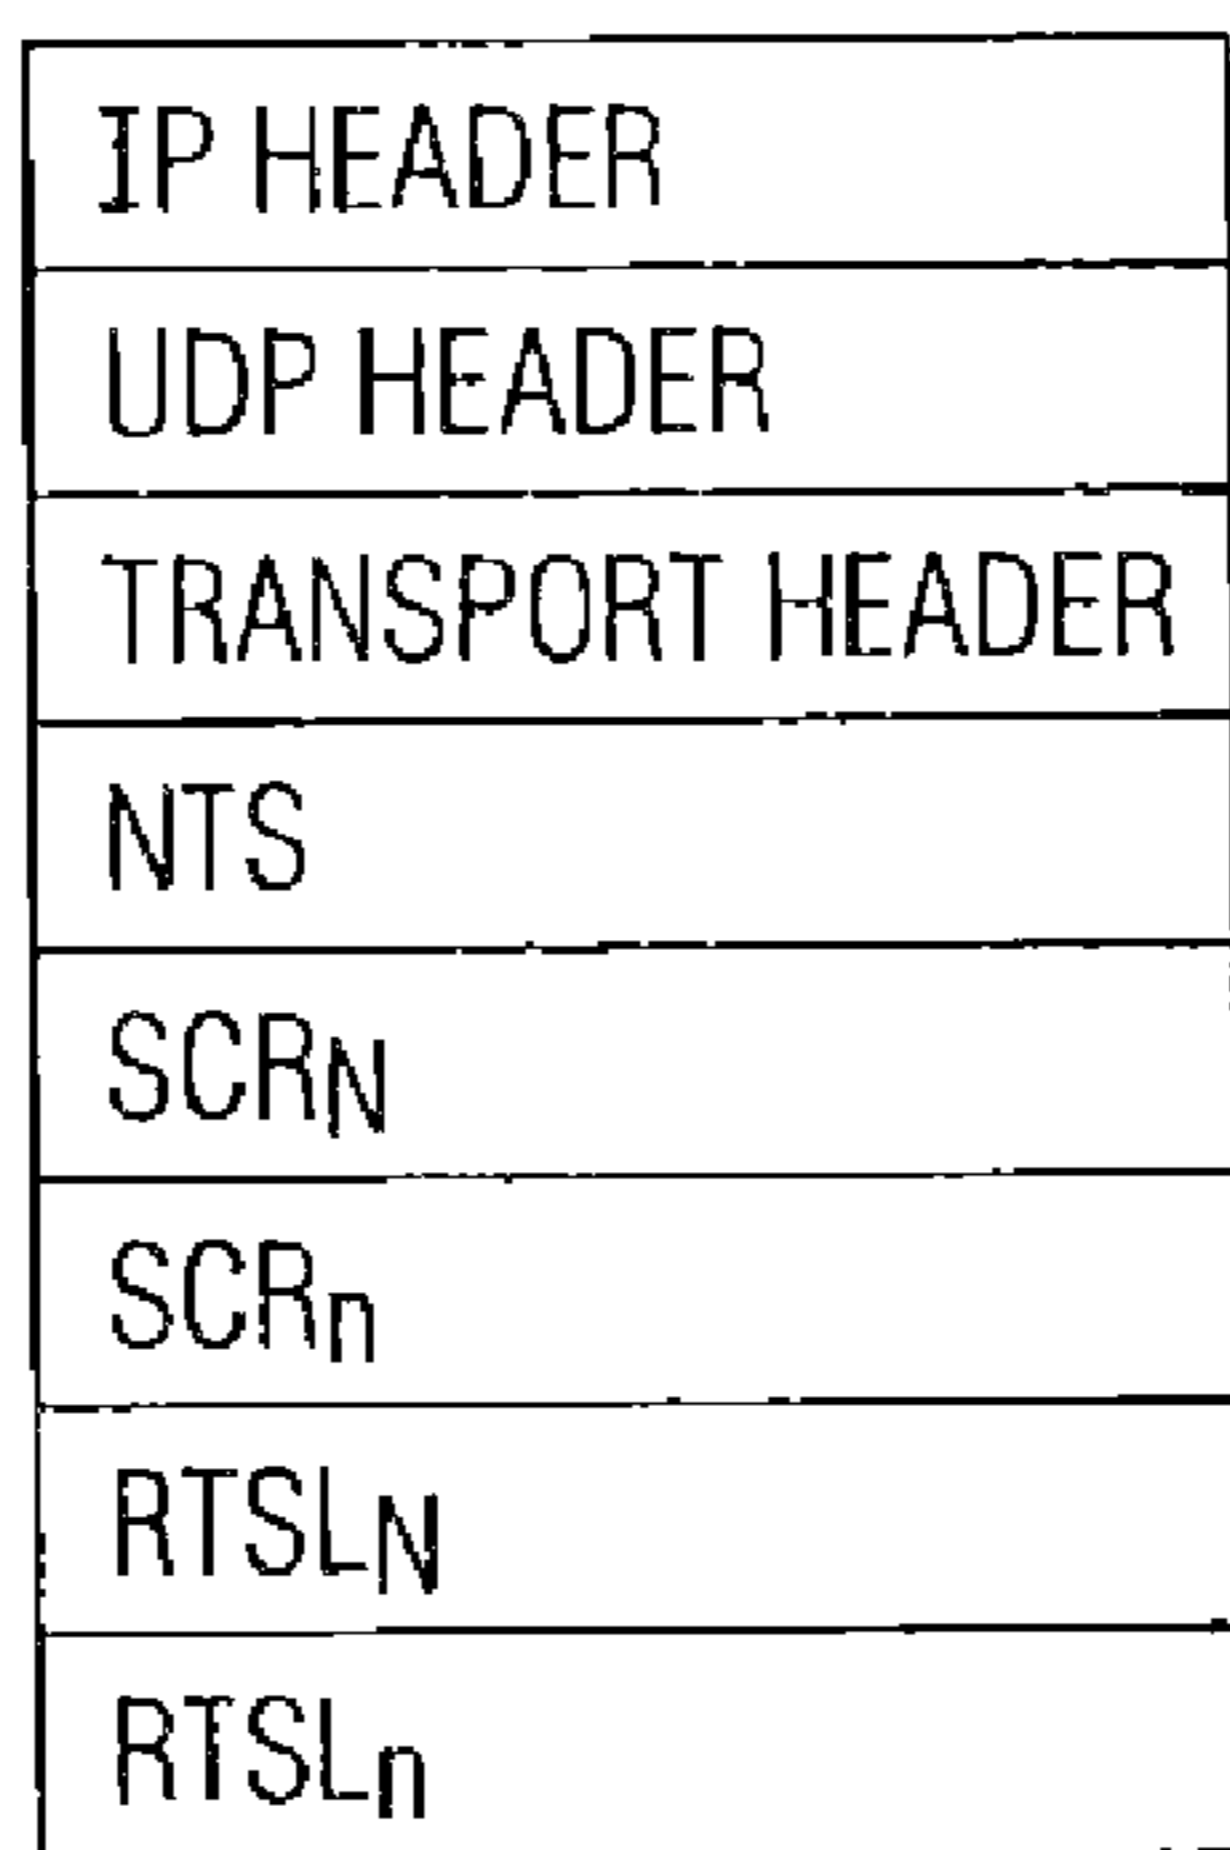 IP HEADER
UDP HEADER
TRANSPORT HEADER
NTS
SCRN
SCRn
RTSLN
RTSLn